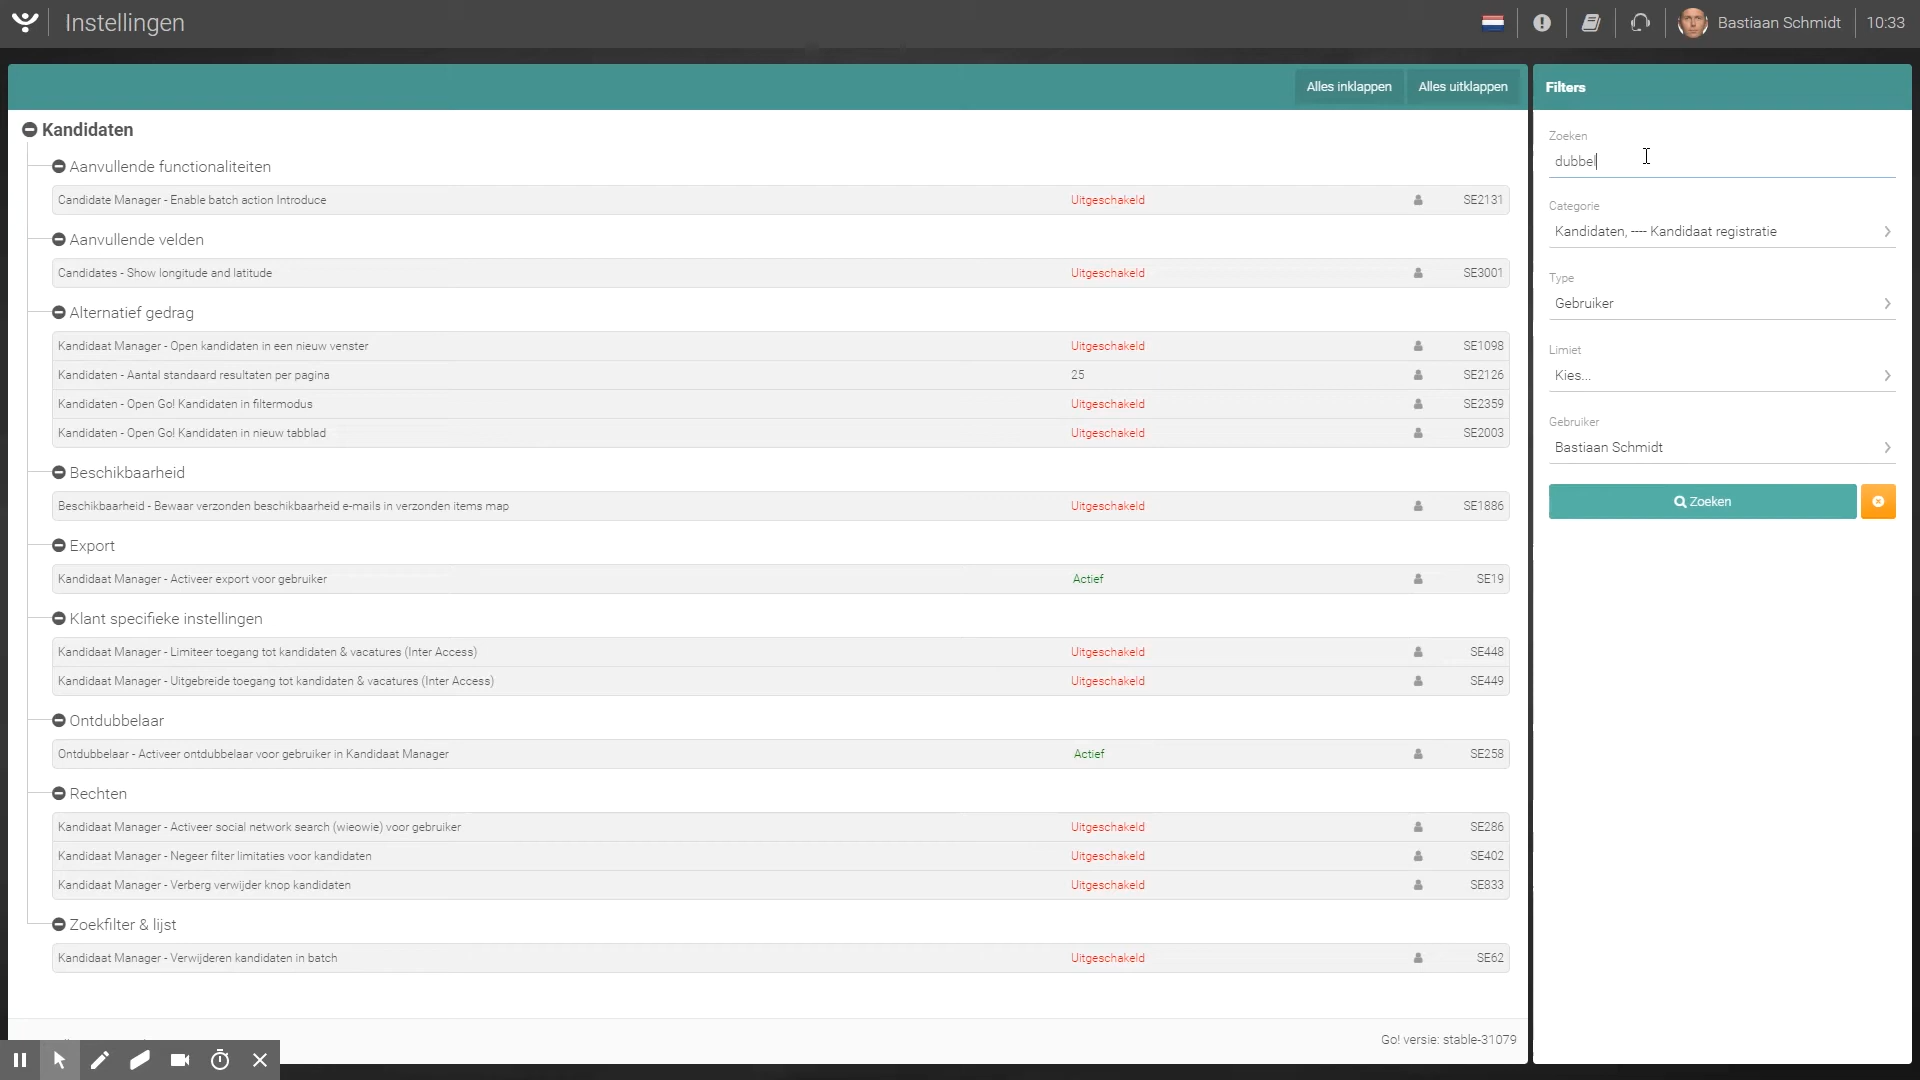 Instellingen
Bastiaan Schmidt
10:33
Alles inklappen
Alles uitklappen
Kandidaten
Aanvullende functionaliteiten
Candidate Manager - Enable batch action Introduce Uitgeschakeld SE2131
Aanvullende velden
Candidates - Show longitude and latitude Uitgeschakeld SE3001
Alternatief gedrag
Kandidaat Manager - Open kandidaten in een nieuw venster Uitgeschakeld SE1098
Kandidaten - Aantal standaard resultaten per pagina 25 SE2126
Kandidaten - Open Go! Kandidaten in filtermodus Uitgeschakeld SE2359
Kandidaten - Open Go! Kandidaten in nieuw tabblad Uitgeschakeld SE2003
Beschikbaarheid
Beschikbaarheid - Bewaar verzonden beschikbaarheid e-mails in verzonden items map Uitgeschakeld SE1886
Export
Kandidaat Manager - Activeer export voor gebruiker Actief SE19
Klant specifieke instellingen
Kandidaat Manager - Limiteer toegang tot kandidaten & vacatures (Inter Access) Uitgeschakeld SE448
Kandidaat Manager - Uitgebreide toegang tot kandidaten & vacatures (Inter Access) Uitgeschakeld SE449
Ontdubbelaar
Ontdubbelaar - Activeer ontdubbelaar voor gebruiker in Kandidaat Manager Actief SE258
Rechten
Kandidaat Manager - Activeer social network search (wieowie) voor gebruiker Uitgeschakeld SE286
Kandidaat Manager - Negeer filter limitaties voor kandidaten Uitgeschakeld SE402
Kandidaat Manager - Verberg verwijder knop kandidaten Uitgeschakeld SE833
Zoekfilter & lijst
Kandidaat Manager - Verwijderen kandidaten in batch Uitgeschakeld SE62
Go! versie: stable-31079
Filters
Zoeken
dubbel
Categorie
Kandidaten, ---- Kandidaat registratie
Type
Gebruiker
Limiet
Kies...
Gebruiker
Bastiaan Schmidt
Zoeken